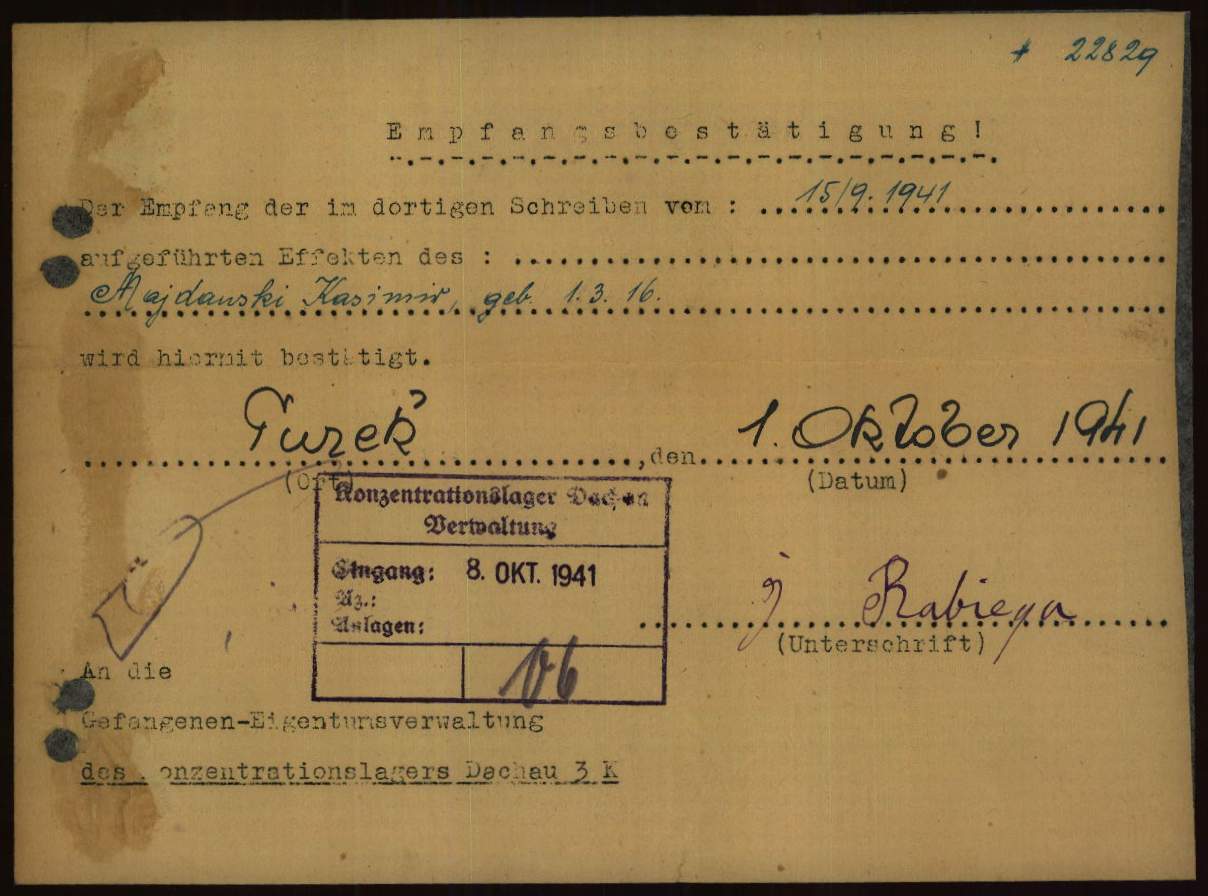 * 22829
Empfangsbestätigung!
Der Empfang der im dortigen Schreiben vom : 15/9. 1941
aufgeführten Effekten des :
Majdanski Kasimir, geb. 1.3.16.
wird hiermit bestätigt.
Turek, den 1. Oktober 1941
(Ort) (Datum)
Konzentrationslager Dachau
Verwaltung
Eingang: 8. OKT. 1941
Az.:
Anlagen:
J Rabiega
(Unterschrift)
An die
Gefangenen-Eigentumsverwaltung
des Konzentrationslagers Dachau 3 K